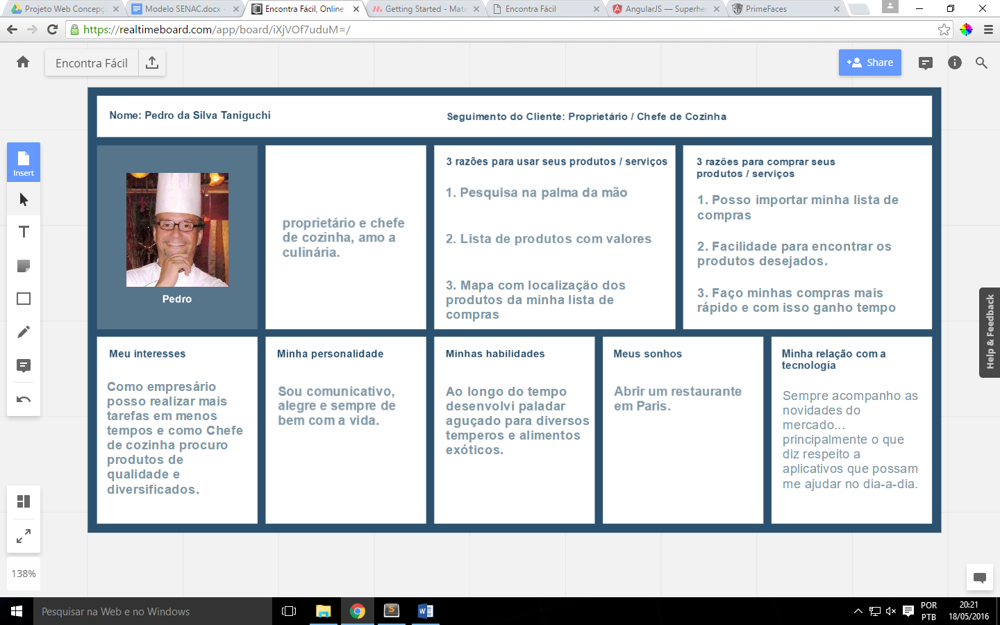 Projeto Web Concepç
Modelo SENAC.docx -
Encontra Fácil, Online
Getting Started - Mate
Encontra Fácil
AngularJS — Superhe
PrimeFaces
https://realtimeboard.com/app/board/iXjVOf7uduM=/
Encontra Fácil
Share
Nome: Pedro da Silva Taniguchi
Seguimento do Cliente: Proprietário / Chefe de Cozinha
Insert
Pedro
proprietário e chefe
de cozinha, amo a
culinária.
3 razões para usar seus produtos / serviços
1. Pesquisa na palma da mão
2. Lista de produtos com valores
3. Mapa com localização dos
produtos da minha lista de
compras
3 razões para comprar seus
produtos / serviços
1. Posso importar minha lista de
compras
2. Facilidade para encontrar os
produtos desejados.
3. Faço minhas compras mais
rápido e com isso ganho tempo
Help & Feedback
Meu interesses
Como empresário
posso realizar mais
tarefas em menos
tempos e como Chefe
de cozinha procuro
produtos de
qualidade e
diversificados.
Minha personalidade
Sou comunicativo,
alegre e sempre de
bem com a vida.
Minhas habilidades
Ao longo do tempo
desenvolvi paladar
aguçado para diversos
temperos e alimentos
exóticos.
Meus sonhos
Abrir um restaurante
em Paris.
Minha relação com a
tecnologia
Sempre acompanho as
novidades do
mercado...
principalmente o que
diz respeito a
aplicativos que possam
me ajudar no dia-a-dia.
138%
Pesquisar na Web e no Windows
POR
PTB
20:21
18/05/2016